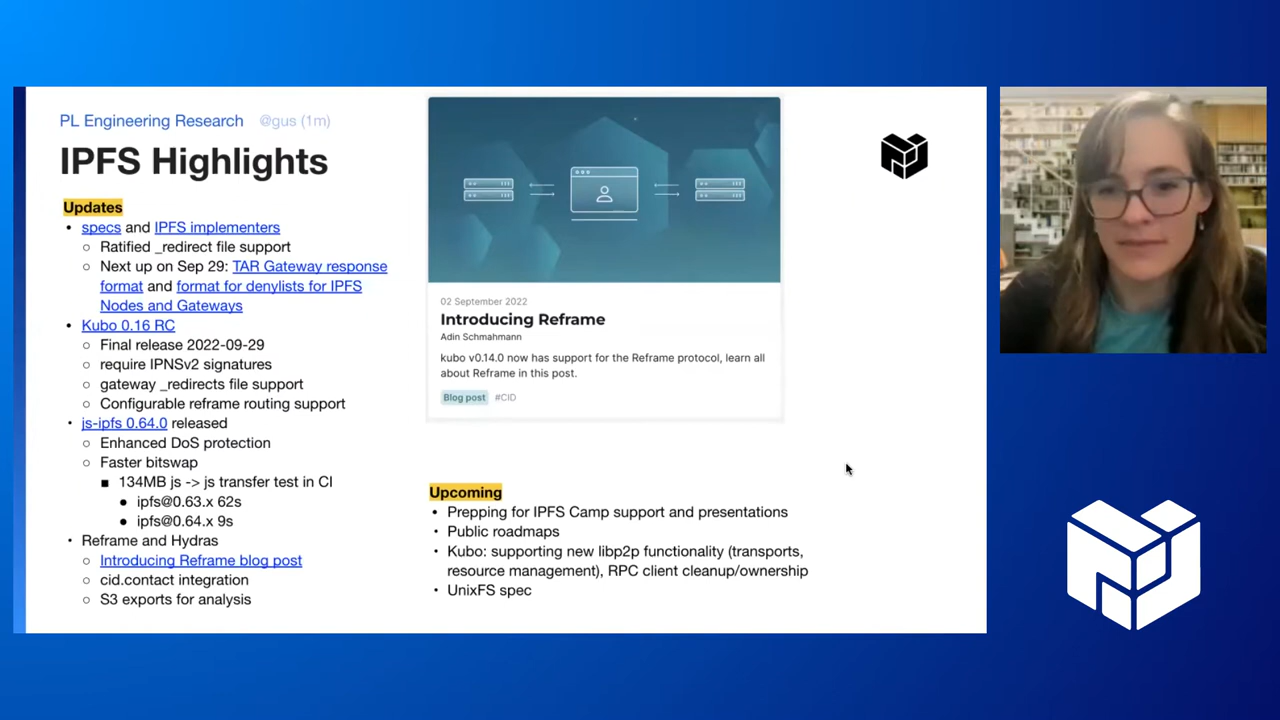 PL Engineering Research @gus (1m)
IPFS Highlights
Updates
• specs and IPFS implementers
○ Ratified _redirect file support
○ Next up on Sep 29: TAR Gateway response
format and format for denylists for IPFS
Nodes and Gateways
• Kubo 0.16 RC
○ Final release 2022-09-29
○ require IPNSv2 signatures
○ gateway _redirects file support
○ Configurable reframe routing support
• js-ipfs 0.64.0 released
○ Enhanced DoS protection
○ Faster bitswap
■ 134MB js -> js transfer test in CI
● ipfs@0.63.x 62s
● ipfs@0.64.x 9s
• Reframe and Hydras
○ Introducing Reframe blog post
○ cid.contact integration
○ S3 exports for analysis
02 September 2022
Introducing Reframe
Adin Schmahmann
kubo v0.14.0 now has support for the Reframe protocol, learn all
about Reframe in this post.
Blog post #CID
Upcoming
• Prepping for IPFS Camp support and presentations
• Public roadmaps
• Kubo: supporting new libp2p functionality (transports,
resource management), RPC client cleanup/ownership
• UnixFS spec